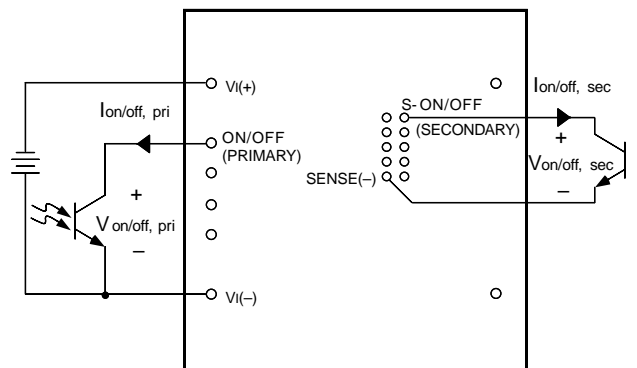 VI(+)
Ion/off, pri
ON/OFF
(PRIMARY)
+
Von/off, pri
–
VI(–)
S-ON/OFF
(SECONDARY)
SENSE(–)
Ion/off, sec
+
Von/off, sec
–